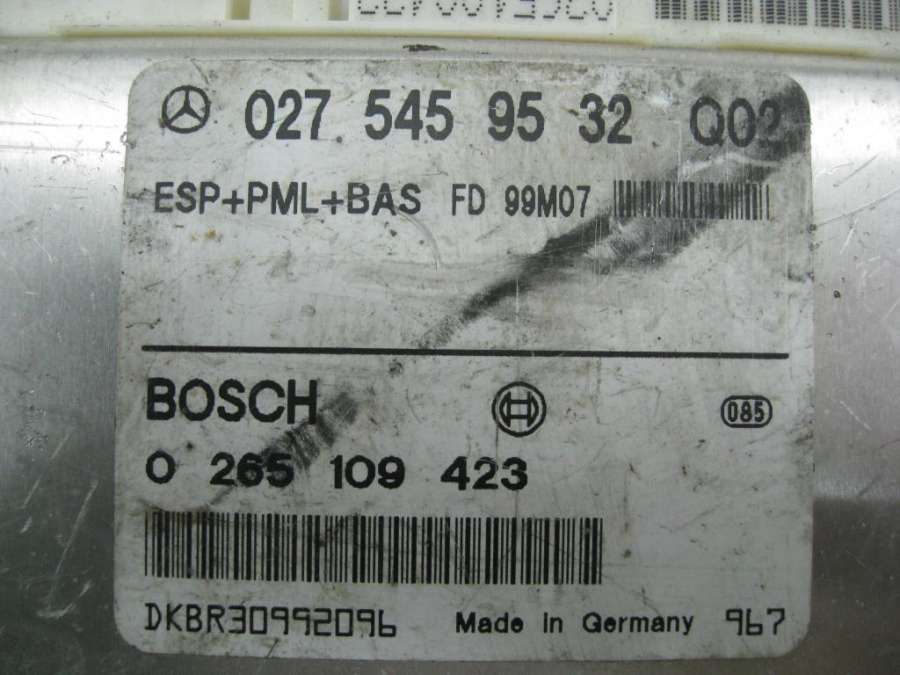 027 545 95 32 Q02
ESP+PML+BAS FD 99M07
BOSCH
085
0 265 109 423
DKBR30992096 Made in Germany 967